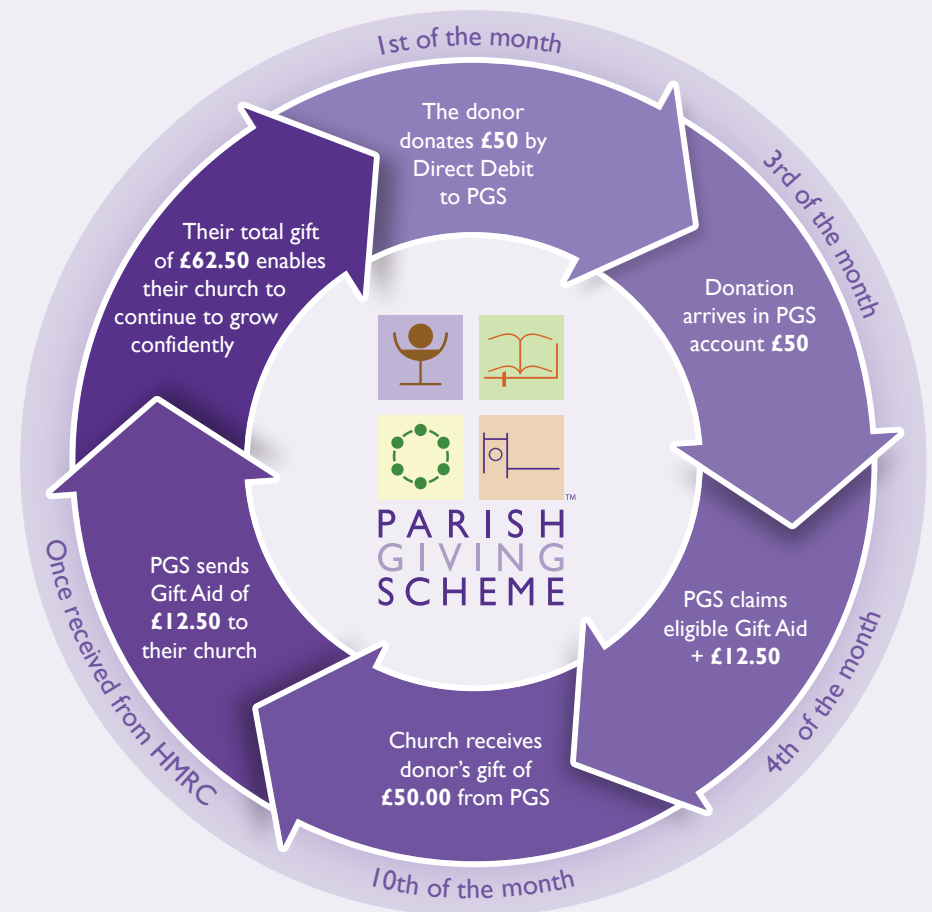 1st of the month
The donor
donates £50 by
Direct Debit
to PGS
3rd of the month
Donation
arrives in PGS
account £50
4th of the month
PGS claims
eligible Gift Aid
+ £12.50
10th of the month
Church receives
donor's gift of
£50.00 from PGS
Once received from HMRC
PGS sends
Gift Aid of
£12.50 to
their church
Their total gift
of £62.50 enables
their church to
continue to grow
confidently
TM
PARISH
GIVING
SCHEME